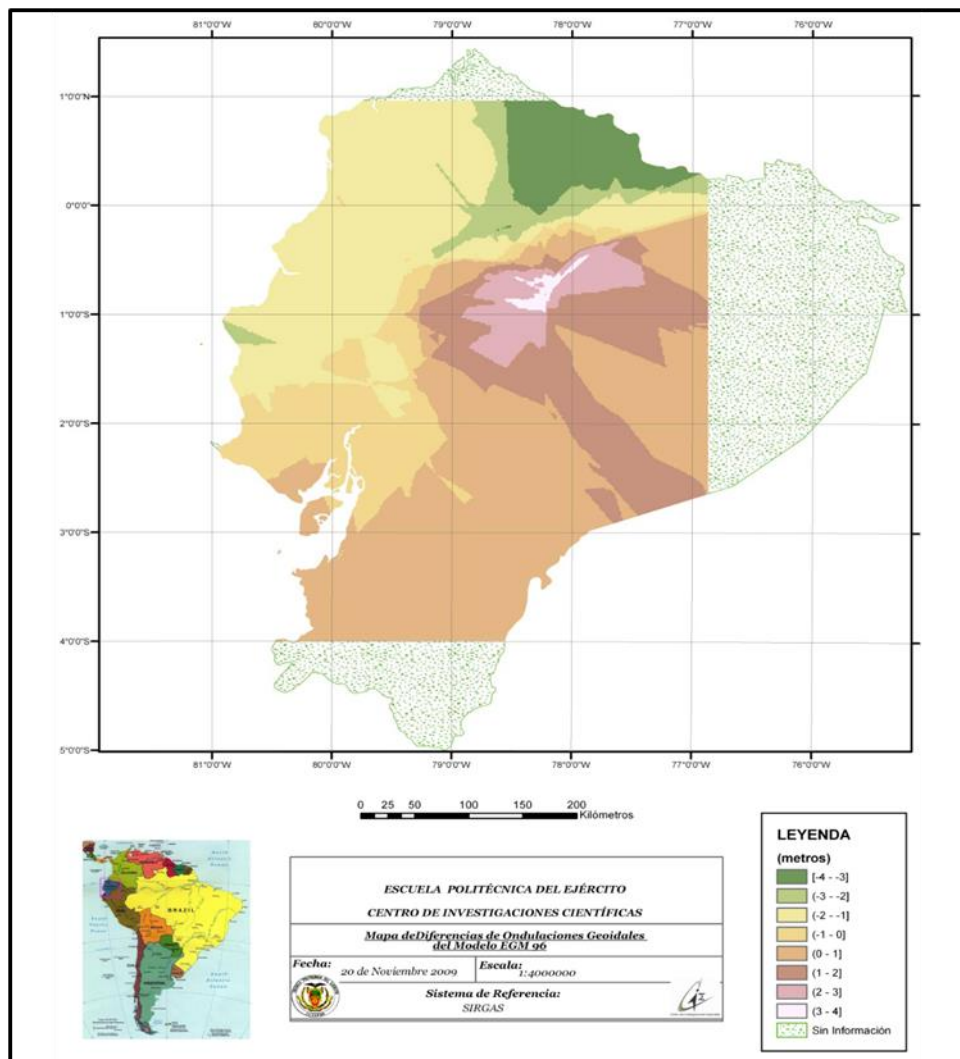 81°0'0"W 80°0'0"W 79°0'0"W 78°0'0"W 77°0'0"W 76°0'0"W
1°0'0"N
0°0'0"
1°0'0"S
2°0'0"S
3°0'0"S
4°0'0"S
5°0'0"S
81°0'0"W 80°0'0"W 79°0'0"W 78°0'0"W 77°0'0"W 76°0'0"W
0 25 50 100 150 200
Kilómetros
BRAZIL
ESCUELA POLITÉCNICA DEL EJÉRCITO
CENTRO DE INVESTIGACIONES CIENTÍFICAS
Mapa deDiferencias de Ondulaciones Geoidales
del Modelo EGM 96
Fecha: 20 de Noviembre 2009 Escala: 1:4000000
Sistema de Referencia:
SIRGAS
LEYENDA
(metros)
[-4 - -3]
(-3 - -2]
(-2 - -1]
(-1 - 0]
(0 - 1]
(1 - 2]
(2 - 3]
(3 - 4]
Sin Información